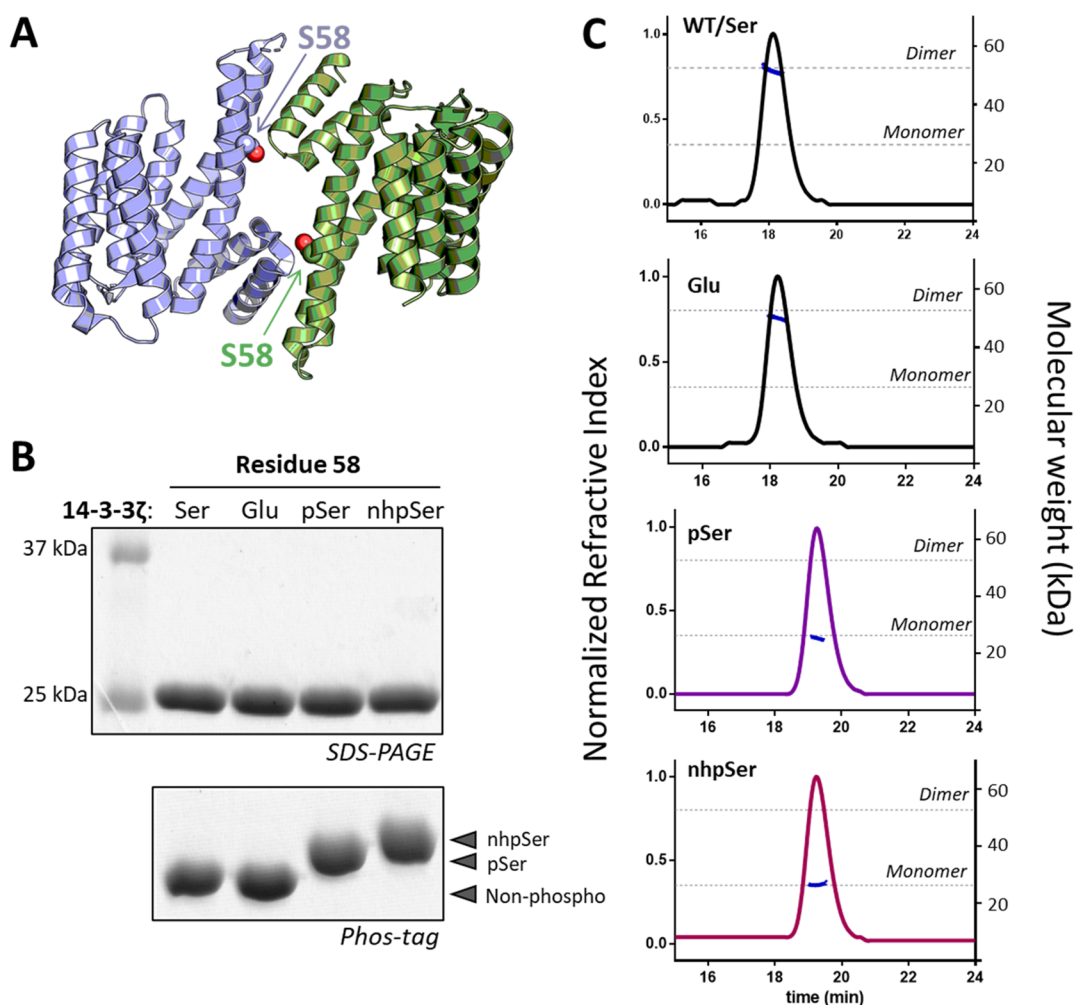 A
S58
S58
B
Residue 58
14-3-3ζ: Ser Glu pSer nhpSer
37 kDa
25 kDa
SDS-PAGE
nhpSer
pSer
Non-phospho
Phos-tag
C
Normalized Refractive Index
Molecular weight (kDa)
WT/Ser
1.0
0.5
0.0
Dimer
Monomer
60
40
20
16 18 20 22 24
Glu
1.0
0.5
0.0
Dimer
Monomer
60
40
20
16 18 20 22 24
pSer
1.0
0.5
0.0
Dimer
Monomer
60
40
20
16 18 20 22 24
nhpSer
1.0
0.5
0.0
Dimer
Monomer
60
40
20
16 18 20 22 24
time (min)